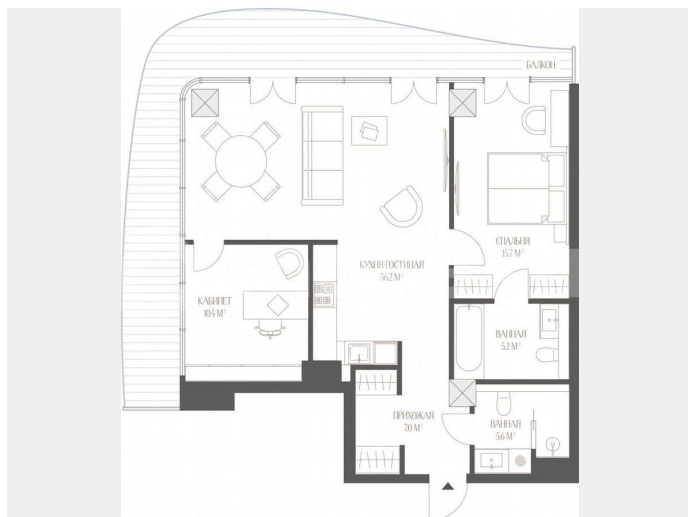 БАЛКОН
СПАЛЬНЯ
15.7 М²
КУХНЯ-ГОСТИНАЯ
56.2 М²
КАБИНЕТ
10.4 М²
ВАННАЯ
5.2 М²
ПРИХОЖАЯ
7.0 М²
ВАННАЯ
5.6 М²